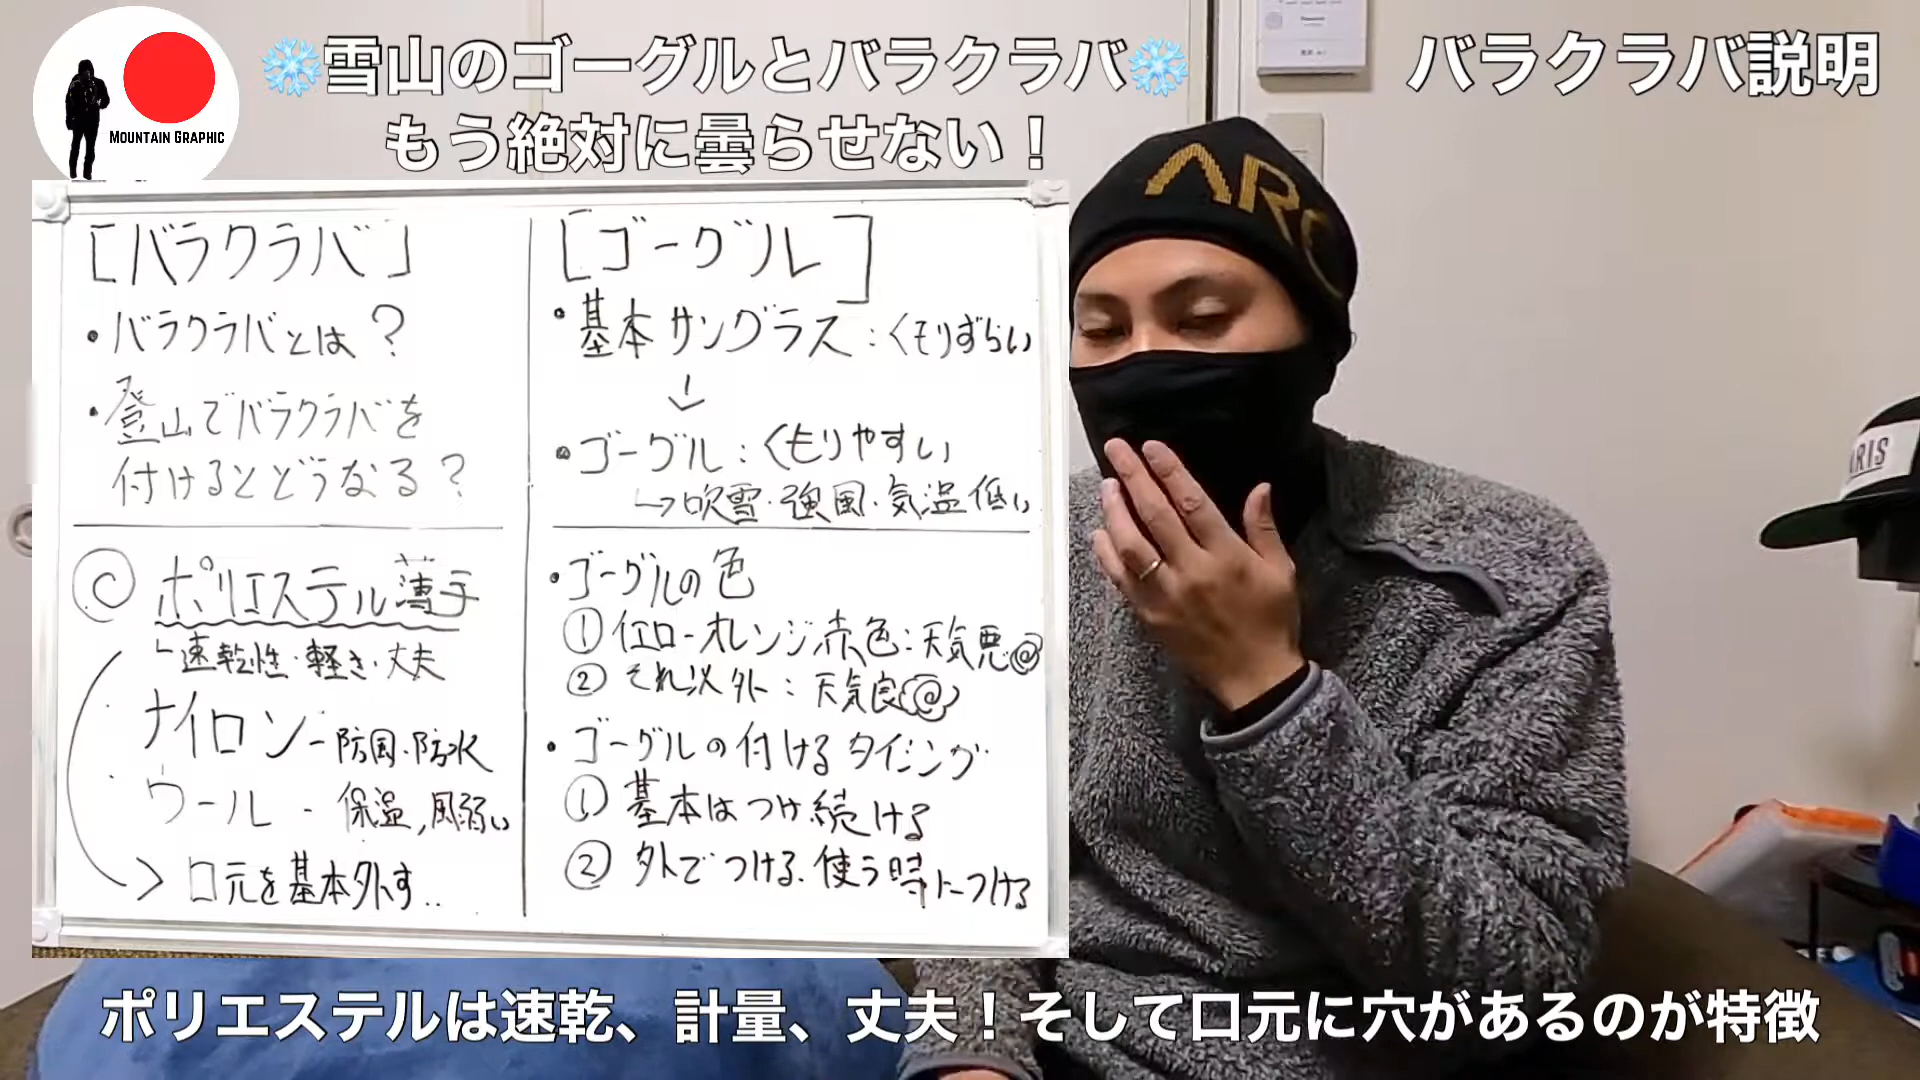 ❄雪山のゴーグルとバラクラバ❄
もう絶対に曇らせない！
バラクラバ説明
MOUNTAIN GRAPHIC
[バラクラバ]
・バラクラバとは？
・登山でバラクラバを
付けるとどうなる？
◎ ポリエステル薄手
└速乾性・軽き・丈夫
ナイロン-防風・防水
ウール - 保温,風弱い
> 口元を基本外す..
[ゴーグル]
・基本サングラス：くもりずらい
↓
・ゴーグル：くもりやすい
↳吹雪・強風・気温低い
・ゴーグルの色
① イエロー・オレンジ・赤色：天気悪
② それ以外：天気良
・ゴーグルの付けるタイミング
① 基本はつけ続ける
② 外でつける、使う時につける
ARC
ARIS
ポリエステルは速乾、計量、丈夫！そして口元に穴があるのが特徴